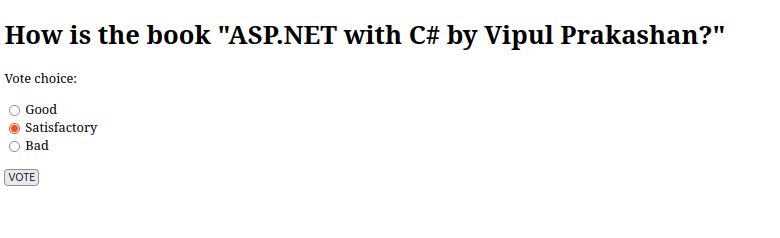 How is the book "ASP.NET with C# by Vipul Prakashan?"
Vote choice:
Good
Satisfactory
Bad
VOTE